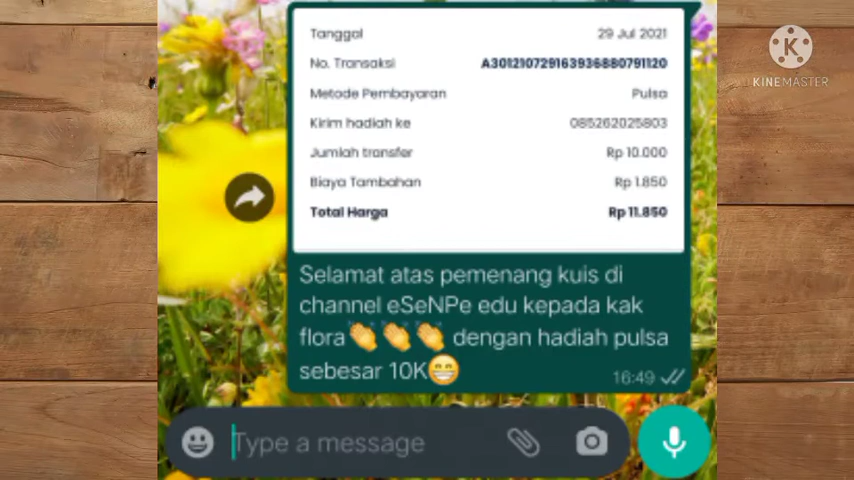 Tanggal 29 Jul 2021
No. Transaksi A301210729163936880791120
Metode Pembayaran Pulsa
Kirim hadiah ke 085262025803
Jumlah transfer Rp 10.000
Biaya Tambahan Rp 1.850
Total Harga Rp 11.850
Selamat atas pemenang kuis di
channel eSeNPe edu kepada kak
flora👏👏👏 dengan hadiah pulsa
sebesar 10K😁
16:49
Type a message
K
KINEMASTER